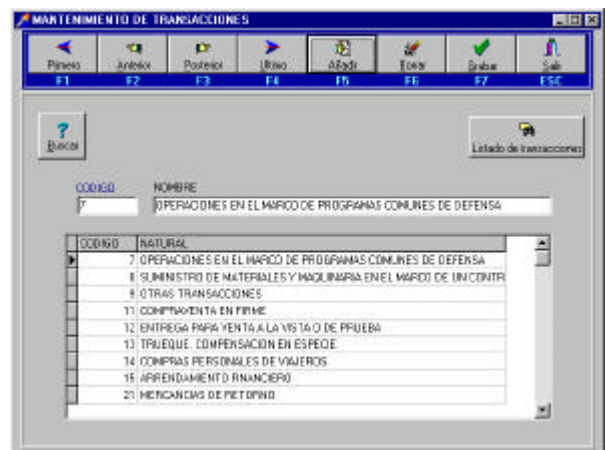 MANTENIMIENTO DE TRANSACCIONES
Primero Anterior Posterior Último Añadir Borrar Grabar Salir
F1 F2 F3 F4 F5 F6 F7 ESC
Buscar
Listado de transacciones
CODIGO NOMBRE
7 OPERACIONES EN EL MARCO DE PROGRAMAS COMUNES DE DEFENSA
CODIGO NATURAL
7 OPERACIONES EN EL MARCO DE PROGRAMAS COMUNES DE DEFENSA
8 SUMINISTRO DE MATERIALES Y MAQUINARIA EN EL MARCO DE UN CONTR
9 OTRAS TRANSACCIONES
11 COMPRAVENTA EN FIRME
12 ENTREGA PARA VENTA A LA VISTA O DE PRUEBA
13 TRUEQUE. COMPENSACION EN ESPECIE.
14 COMPRAS PERSONALES DE VIAJEROS
15 ARRENDAMIENTO FINANCIERO
21 MERCANCIAS DE RETORNO